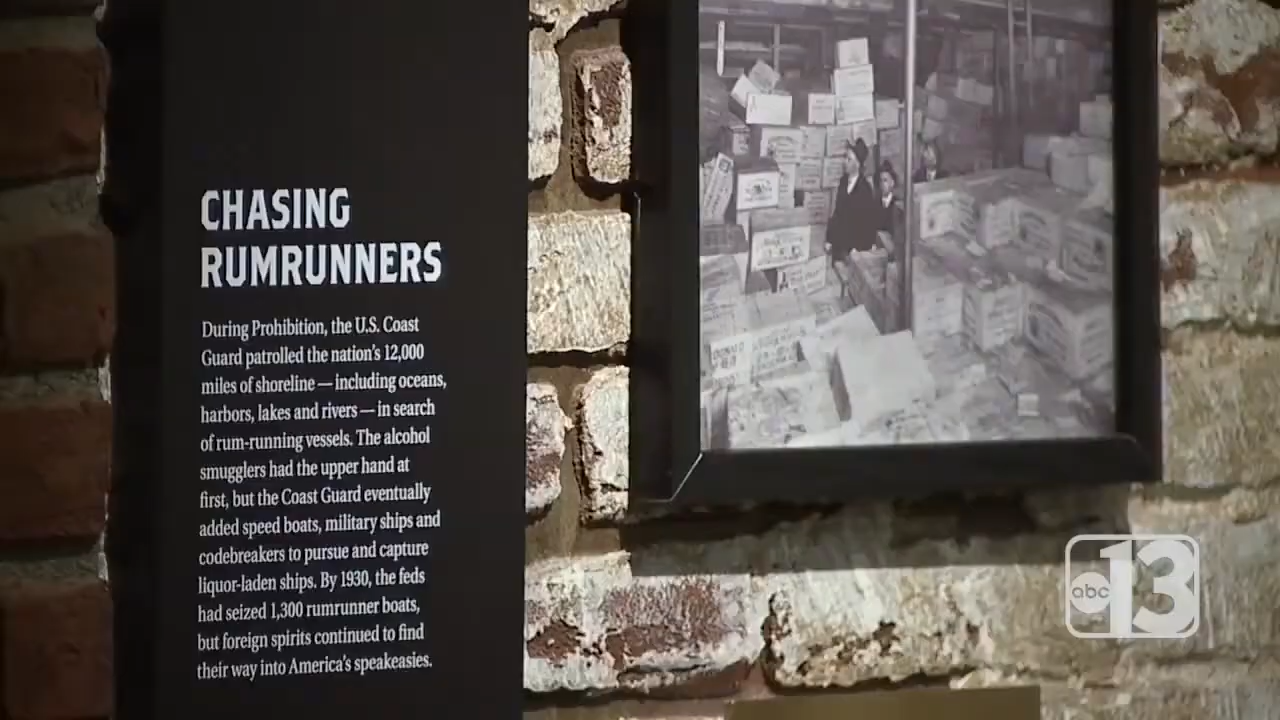 CHASING
RUMRUNNERS
During Prohibition, the U.S. Coast
Guard patrolled the nation's 12,000
miles of shoreline — including oceans,
harbors, lakes and rivers — in search
of rum-running vessels. The alcohol
smugglers had the upper hand at
first, but the Coast Guard eventually
added speed boats, military ships and
codebreakers to pursue and capture
liquor-laden ships. By 1930, the feds
had seized 1,300 rumrunner boats,
but foreign spirits continued to find
their way into America's speakeasies.
abc 13